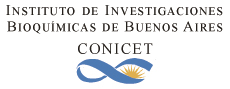 INSTITUTO DE INVESTIGACIONES
BIOQUÍMICAS DE BUENOS AIRES
CONICET